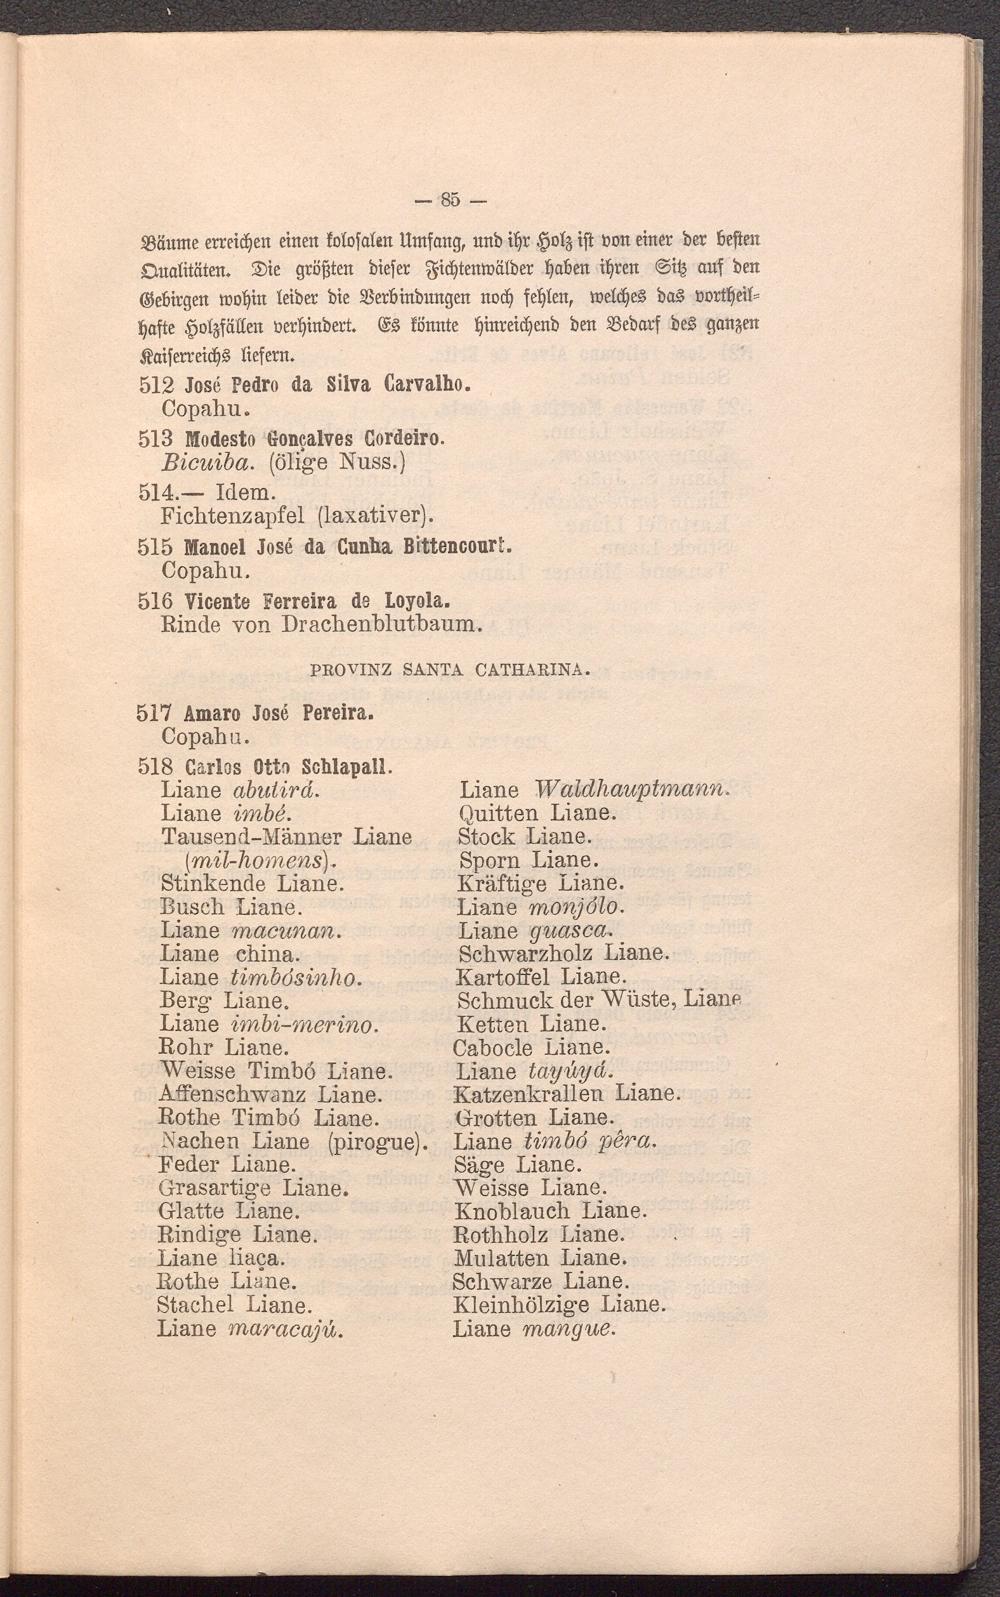 — 85 —
Bäume erreichen einen kolosalen Umfang, und ihr Holz ist von einer der besten
Qualitäten. Die größten dieser Fichtenwälder haben ihren Sitz auf den
Gebirgen wohin leider die Verbindungen noch fehlen, welches das vortheil=
hafte Holzfällen verhindert. Es könnte hinreichend den Bedarf des ganzen
Kaiserreichs liefern.
512 José Pedro da Silva Carvalho.
Copahu.
513 Modesto Gonçalves Cordeiro.
Bicuiba. (ölige Nuss.)
514.— Idem.
Fichtenzapfel (laxativer).
515 Manoel José da Cunha Bittencourt.
Copahu.
516 Vicente Ferreira de Loyola.
Rinde von Drachenblutbaum.
PROVINZ SANTA CATHARINA.
517 Amaro José Pereira.
Copahu.
518 Carlos Otto Schlapall.
Liane abutirá.
Liane imbé.
Tausend-Männer Liane
(mil-homens).
Stinkende Liane.
Busch Liane.
Liane macunan.
Liane china.
Liane timbósinho.
Berg Liane.
Liane imbi-merino.
Rohr Liane.
Weisse Timbó Liane.
Affenschwanz Liane.
Rothe Timbó Liane.
Nachen Liane (pirogue).
Feder Liane.
Grasartige Liane.
Glatte Liane.
Rindige Liane.
Liane liaça.
Rothe Liane.
Stachel Liane.
Liane maracajú.
Liane Waldhauptmann.
Quitten Liane.
Stock Liane.
Sporn Liane.
Kräftige Liane.
Liane monjólo.
Liane guasca.
Schwarzholz Liane.
Kartoffel Liane.
Schmuck der Wüste, Liane
Ketten Liane.
Cabocle Liane.
Liane tayúyá.
Katzenkrallen Liane.
Grotten Liane.
Liane timbó pêra.
Säge Liane.
Weisse Liane.
Knoblauch Liane.
Rothholz Liane.
Mulatten Liane.
Schwarze Liane.
Kleinhölzige Liane.
Liane mangue.